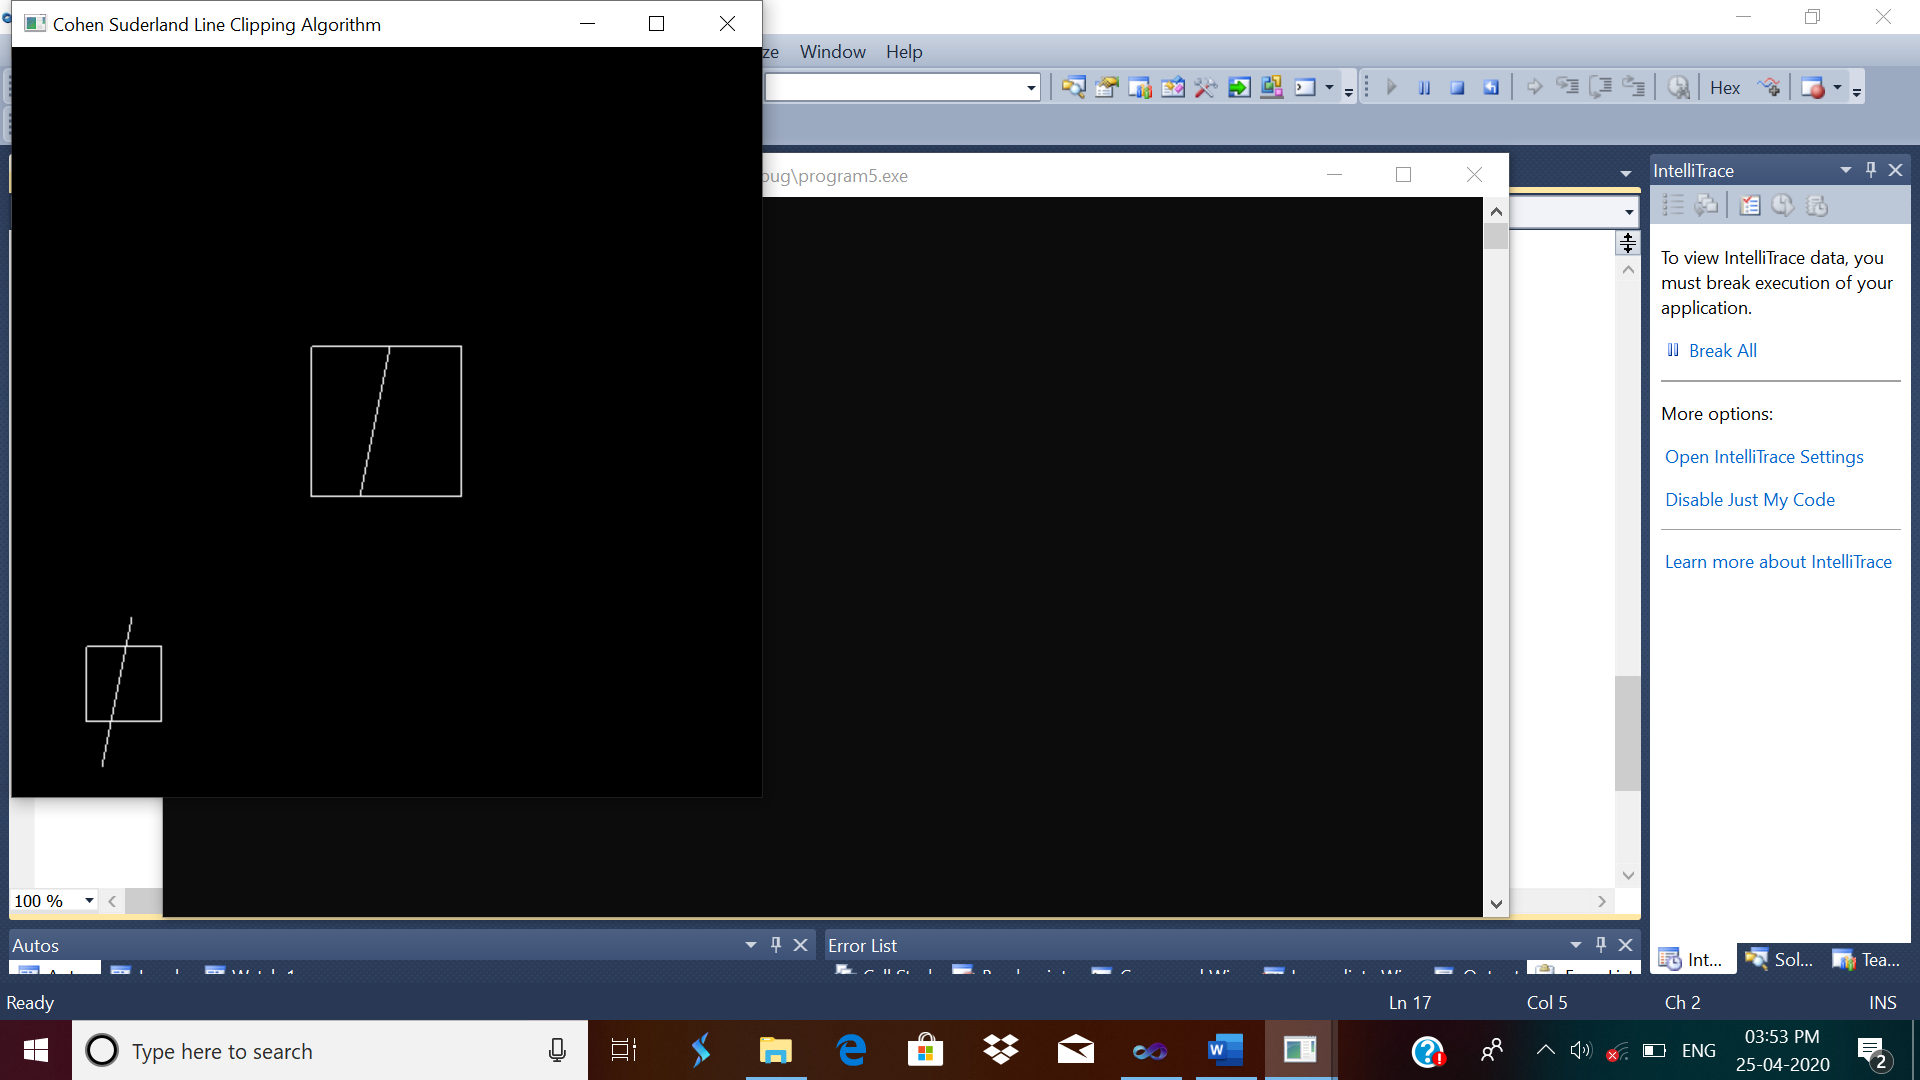 Cohen Suderland Line Clipping Algorithm
ze Window Help
Hex
bug\program5.exe
IntelliTrace
To view IntelliTrace data, you
must break execution of your
application.
Break All
More options:
Open IntelliTrace Settings
Disable Just My Code
Learn more about IntelliTrace
100 %
Autos
Error List
Int... Sol... Tea...
Ready
Ln 17 Col 5 Ch 2 INS
Type here to search
ENG
03:53 PM
25-04-2020
2